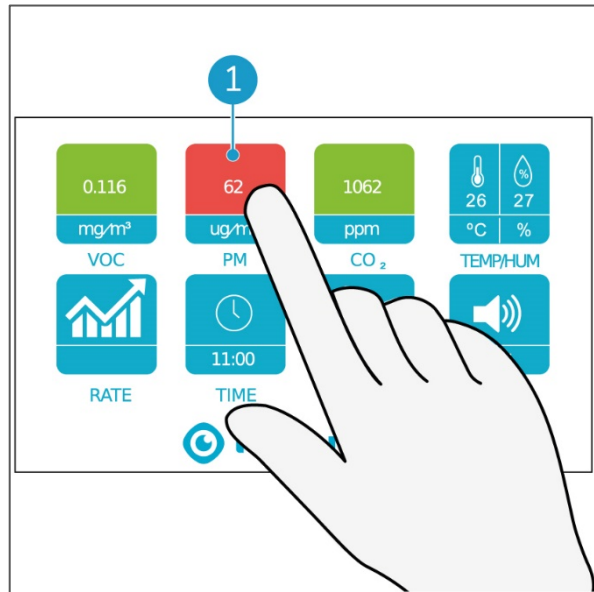 1
0.116 62 1062 % 26 27
mg/m³ ug/m ppm °C %
VOC PM CO₂ TEMP/HUM
11:00
RATE TIME